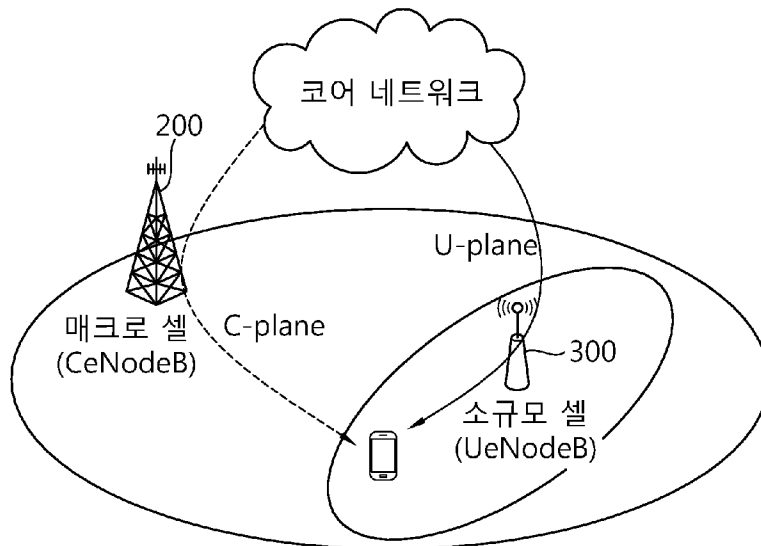 코어 네트워크
200
U-plane
매크로 셀
(CeNodeB)
C-plane
300
소규모 셀
(UeNodeB)